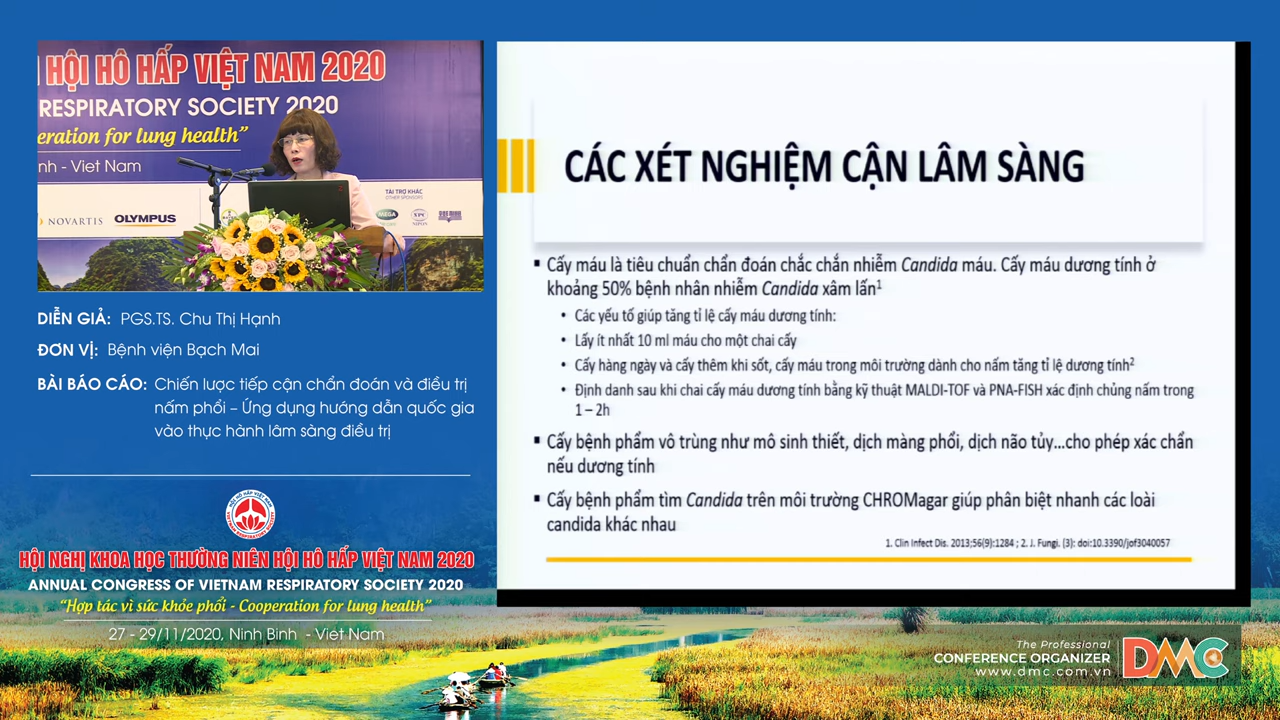 HỘI HÔ HẤP VIỆT NAM 2020
RESPIRATORY SOCIETY 2020
eration for lung health”
nh - Viet Nam
TÀI TRỢ KHÁC
OTHER SPONSORS
NOVARTIS
OLYMPUS
MEGA
NIPON
DIỄN GIẢ: PGS.TS. Chu Thị Hạnh
ĐƠN VỊ: Bệnh viện Bạch Mai
BÀI BÁO CÁO: Chiến lược tiếp cận chẩn đoán và điều trị
nấm phổi – Ứng dụng hướng dẫn quốc gia
vào thực hành lâm sàng điều trị
HỘI HÔ HẤP VIỆT NAM
VIETNAM RESPIRATORY SOCIETY
HỘI NGHỊ KHOA HỌC THƯỜNG NIÊN HỘI HÔ HẤP VIỆT NAM 2020
ANNUAL CONGRESS OF VIETNAM RESPIRATORY SOCIETY 2020
“Hợp tác vì sức khỏe phổi - Cooperation for lung health”
27 - 29/11/2020, Ninh Binh - Viet Nam
CÁC XÉT NGHIỆM CẬN LÂM SÀNG
▪ Cấy máu là tiêu chuẩn chẩn đoán chắc chắn nhiễm Candida máu. Cấy máu dương tính ở
khoảng 50% bệnh nhân nhiễm Candida xâm lấn¹
• Các yếu tố giúp tăng tỉ lệ cấy máu dương tính:
• Lấy ít nhất 10 ml máu cho một chai cấy
• Cấy hàng ngày và cấy thêm khi sốt, cấy máu trong môi trường dành cho nấm tăng tỉ lệ dương tính²
• Định danh sau khi chai cấy máu dương tính bằng kỹ thuật MALDI-TOF và PNA-FISH xác định chủng nấm trong
1 – 2h
▪ Cấy bệnh phẩm vô trùng như mô sinh thiết, dịch màng phổi, dịch não tủy...cho phép xác chẩn
nếu dương tính
▪ Cấy bệnh phẩm tìm Candida trên môi trường CHROMagar giúp phân biệt nhanh các loài
candida khác nhau
1. Clin Infect Dis. 2013;56(9):1284 ; 2. J. Fungi. (3): doi:10.3390/jof3040057
The Professional
CONFERENCE ORGANIZER
www.dmc.com.vn
DMC